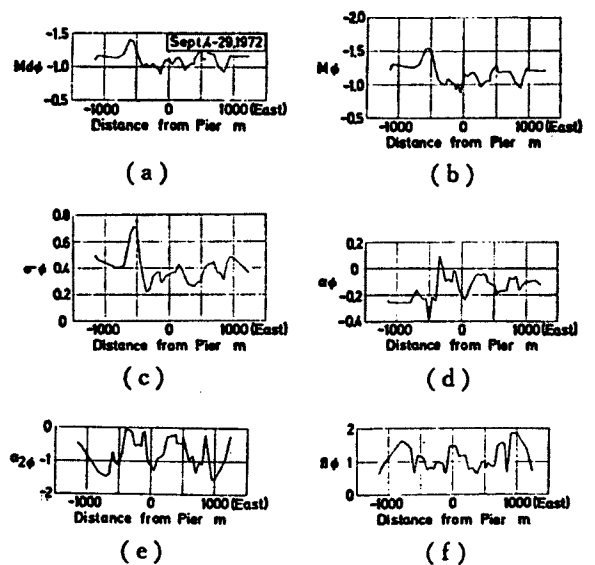 -1.5
Sept.4-29,1972
Mdφ
-1.0
-0.5
-1000 0 1000(East)
Distance from Pier m
(a)
-2.0
-1.5
Mφ
-1.0
-0.5
-1000 0 1000(East)
Distance from Pier m
(b)
0.8
0.6
σφ
0.4
0.2
0
-1000 0 1000(East)
Distance from Pier m
(c)
0.2
0
αφ
-0.2
-0.4
-1000 0 1000(East)
Distance from Pier m
(d)
0
α2φ
-1
-2
-1000 0 1000(East)
Distance from Pier m
(e)
2
1
0
-1000 0 1000(East)
Distance from Pier m
(f)